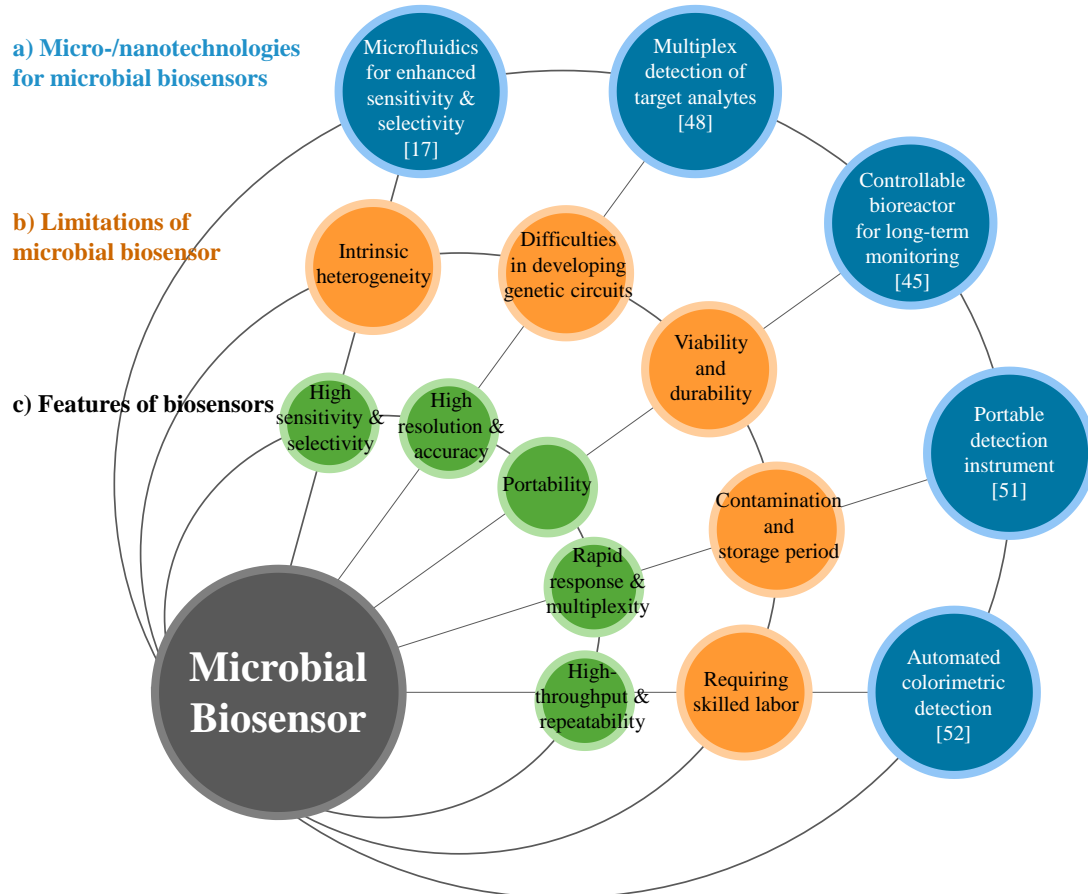 a) Micro-/nanotechnologies
for microbial biosensors
Microfluidics
for enhanced
sensitivity &
selectivity
[17]
Multiplex
detection of
target analytes
[48]
Controllable
bioreactor
for long-term
monitoring
[45]
Portable
detection
instrument
[51]
Automated
colorimetric
detection
[52]
b) Limitations of
microbial biosensor
Intrinsic
heterogeneity
Difficulties
in developing
genetic circuits
Viability
and
durability
Contamination
and
storage period
Requiring
skilled labor
c) Features of biosensors
High
sensitivity &
selectivity
High
resolution &
accuracy
Portability
Rapid
response &
multiplexity
High-
throughput &
repeatability
Microbial
Biosensor